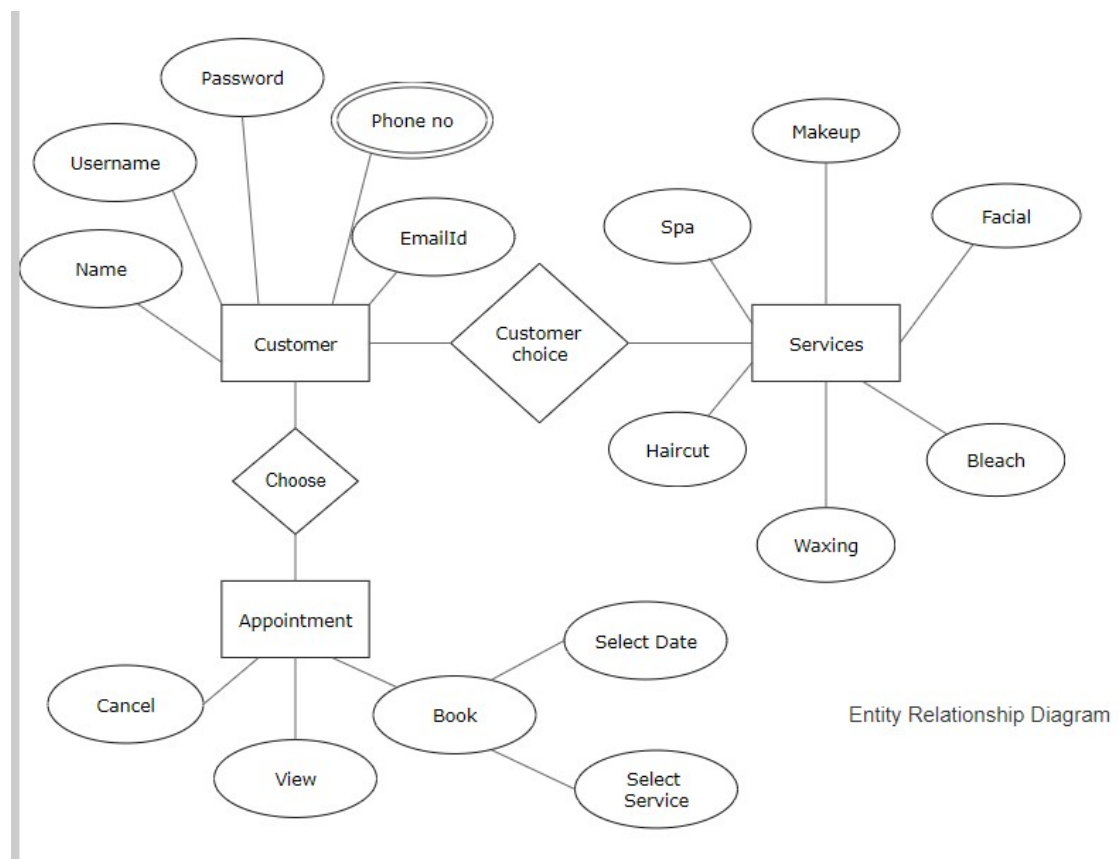 Password
Phone no
Makeup
Username
Facial
Spa
EmailId
Name
Customer
Customer
choice
Services
Haircut
Bleach
Choose
Waxing
Appointment
Select Date
Cancel
Book
Entity Relationship Diagram
View
Select
Service